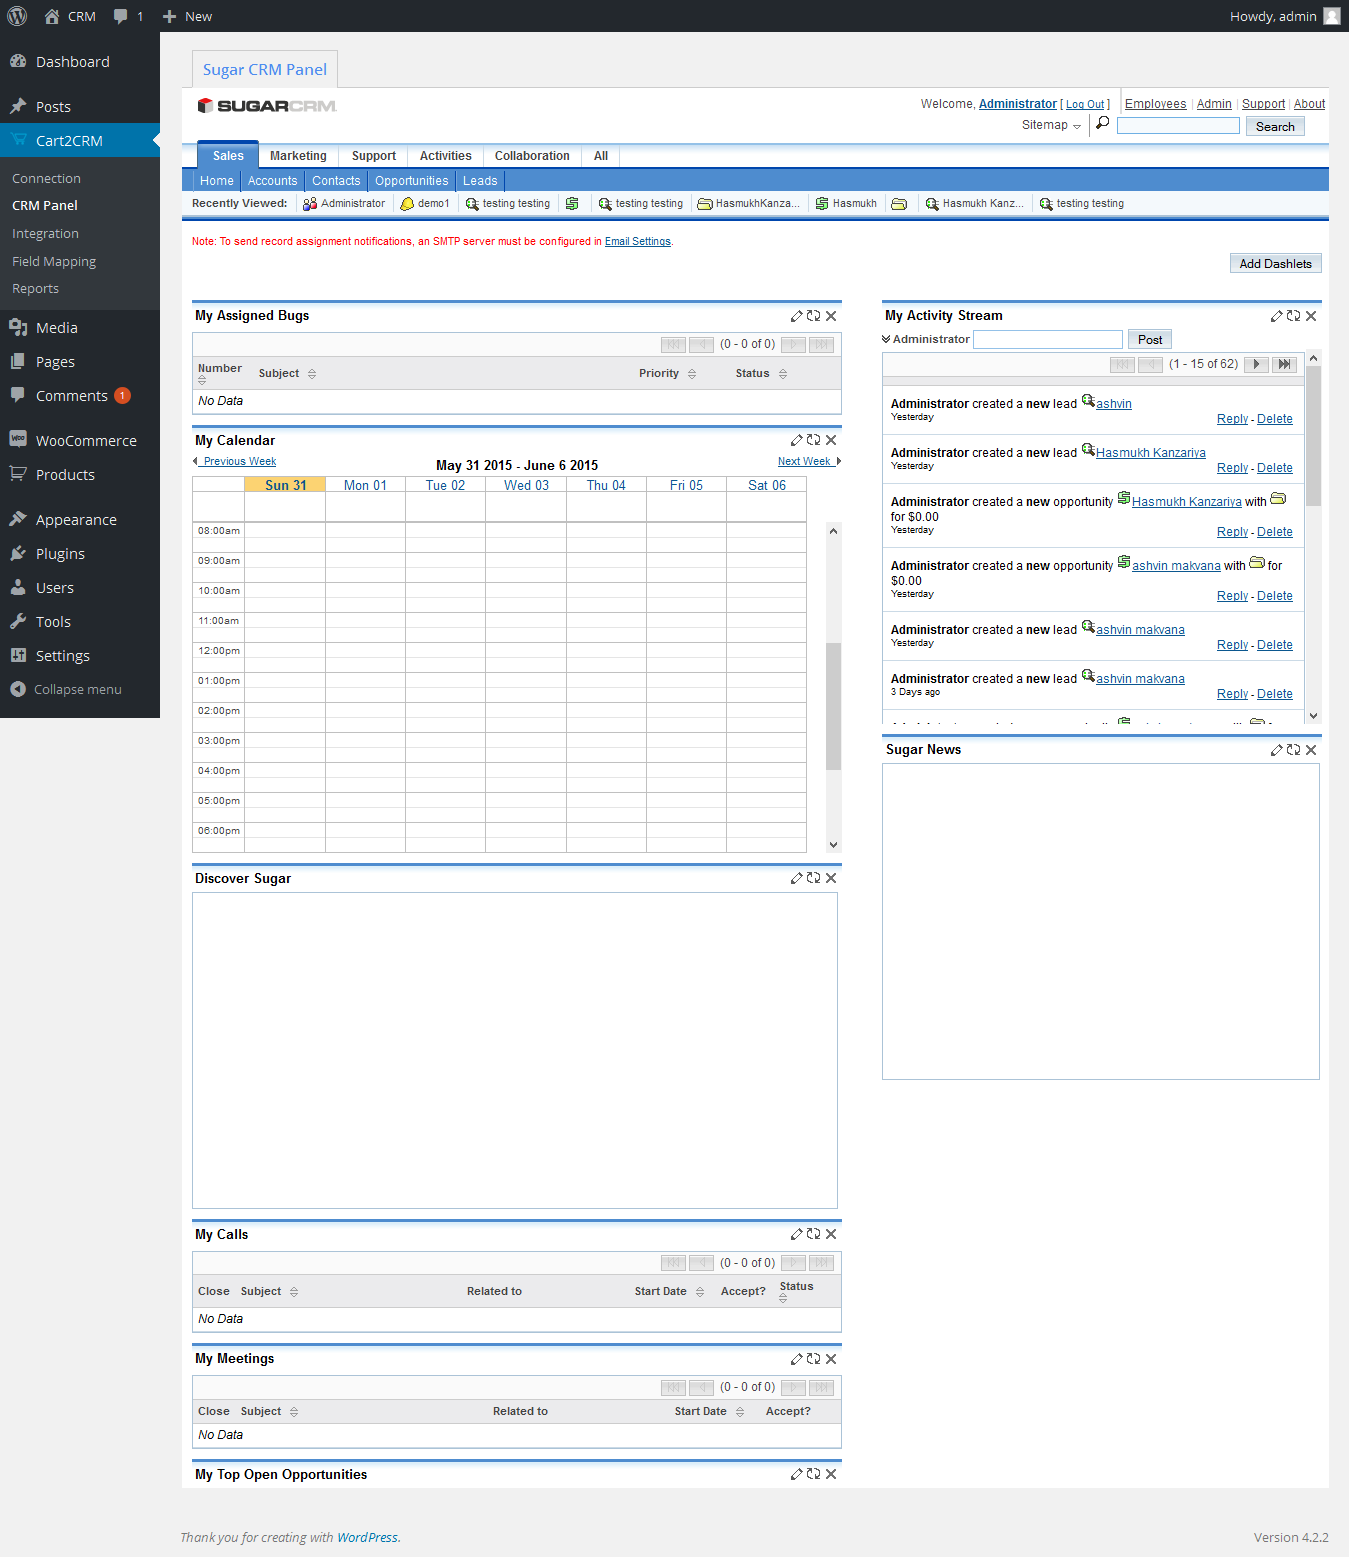 CRM 1 New Howdy, admin
Dashboard
Posts
Cart2CRM
Connection
CRM Panel
Integration
Field Mapping
Reports
Media
Pages
Comments 1
WooCommerce
Products
Appearance
Plugins
Users
Tools
Settings
Collapse menu
Sugar CRM Panel
SUGARCRM
Welcome, Administrator [ Log Out ] Employees | Admin | Support | About
Sitemap Search
Sales Marketing Support Activities Collaboration All
Home Accounts Contacts Opportunities Leads
Recently Viewed: Administrator demo1 testing testing testing testing HasmukhKanza... Hasmukh Hasmukh Kanz... testing testing
Note: To send record assignment notifications, an SMTP server must be configured in Email Settings.
Add Dashlets
My Assigned Bugs
(0 - 0 of 0)
Number Subject Priority Status
No Data
My Calendar
Previous Week May 31 2015 - June 6 2015 Next Week
Sun 31 Mon 01 Tue 02 Wed 03 Thu 04 Fri 05 Sat 06
08:00am
09:00am
10:00am
11:00am
12:00pm
01:00pm
02:00pm
03:00pm
04:00pm
05:00pm
06:00pm
Discover Sugar
My Calls
(0 - 0 of 0)
Close Subject Related to Start Date Accept? Status
No Data
My Meetings
(0 - 0 of 0)
Close Subject Related to Start Date Accept?
No Data
My Top Open Opportunities
My Activity Stream
Administrator Post
(1 - 15 of 62)
Administrator created a new lead ashvin
Yesterday
Reply - Delete
Administrator created a new lead Hasmukh Kanzariya
Yesterday
Reply - Delete
Administrator created a new opportunity Hasmukh Kanzariya with
for $0.00
Yesterday
Reply - Delete
Administrator created a new opportunity ashvin makvana with for
$0.00
Yesterday
Reply - Delete
Administrator created a new lead ashvin makvana
Yesterday
Reply - Delete
Administrator created a new lead ashvin makvana
3 Days ago
Reply - Delete
Sugar News
Thank you for creating with WordPress.
Version 4.2.2